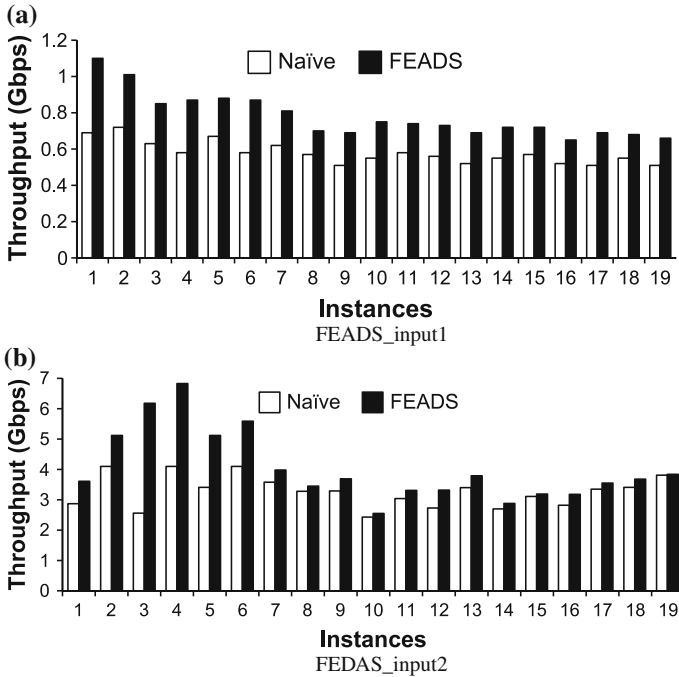 (a)
Throughput (Gbps)
1.2
1
0.8
0.6
0.4
0.2
0
Naïve FEADS
1 2 3 4 5 6 7 8 9 10 11 12 13 14 15 16 17 18 19
Instances
FEADS_input1
(b)
Throughput (Gbps)
7
6
5
4
3
2
1
0
Naïve FEADS
1 2 3 4 5 6 7 8 9 10 11 12 13 14 15 16 17 18 19
Instances
FEDAS_input2